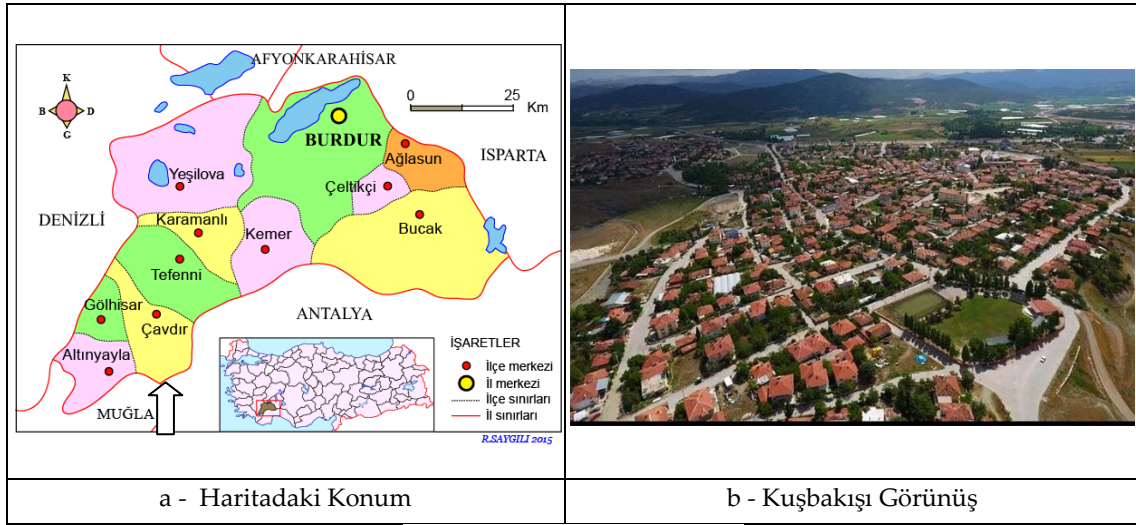 AFYONKARAHİSAR
K
B
D
G
0
25
Km
BURDUR
Ağlasun
ISPARTA
Yeşilova
Çeltikçi
DENİZLİ
Karamanlı
Kemer
Bucak
Tefenni
Gölhisar
Çavdır
ANTALYA
Altınyayla
MUĞLA
İŞARETLER
İlçe merkezi
İl merkezi
İlçe sınırları
İl sınırları
R.SAYGILI 2015
a - Haritadaki Konum
b - Kuşbakışı Görünüş